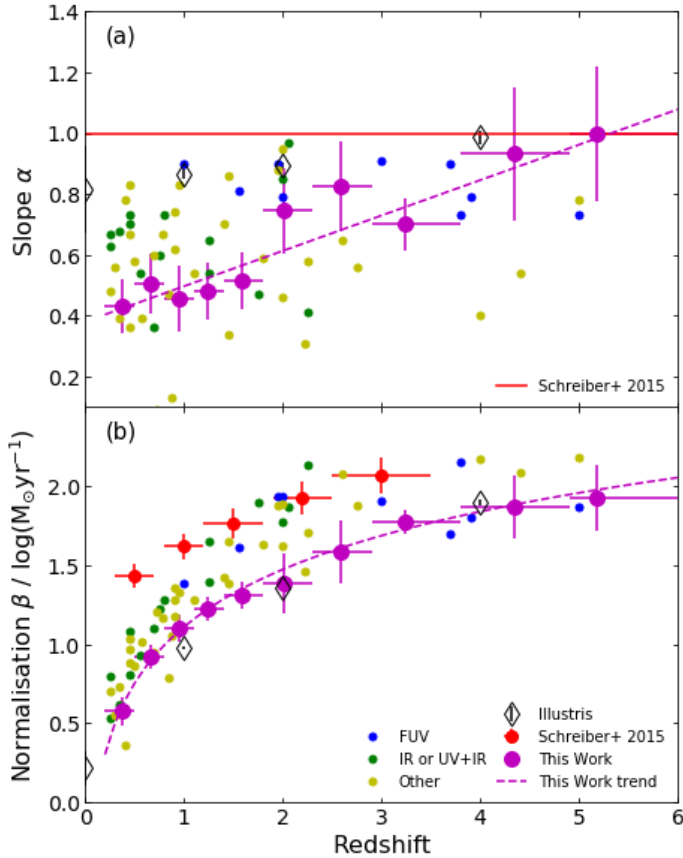 (a)
1.4
1.2
1.0
0.8
0.6
0.4
0.2
Slope α
Schreiber+ 2015
(b)
2.0
1.5
1.0
0.5
0.0
Normalisation β / log(M⊙yr⁻¹)
FUV
IR or UV+IR
Other
Illustris
Schreiber+ 2015
This Work
This Work trend
0 1 2 3 4 5 6
Redshift